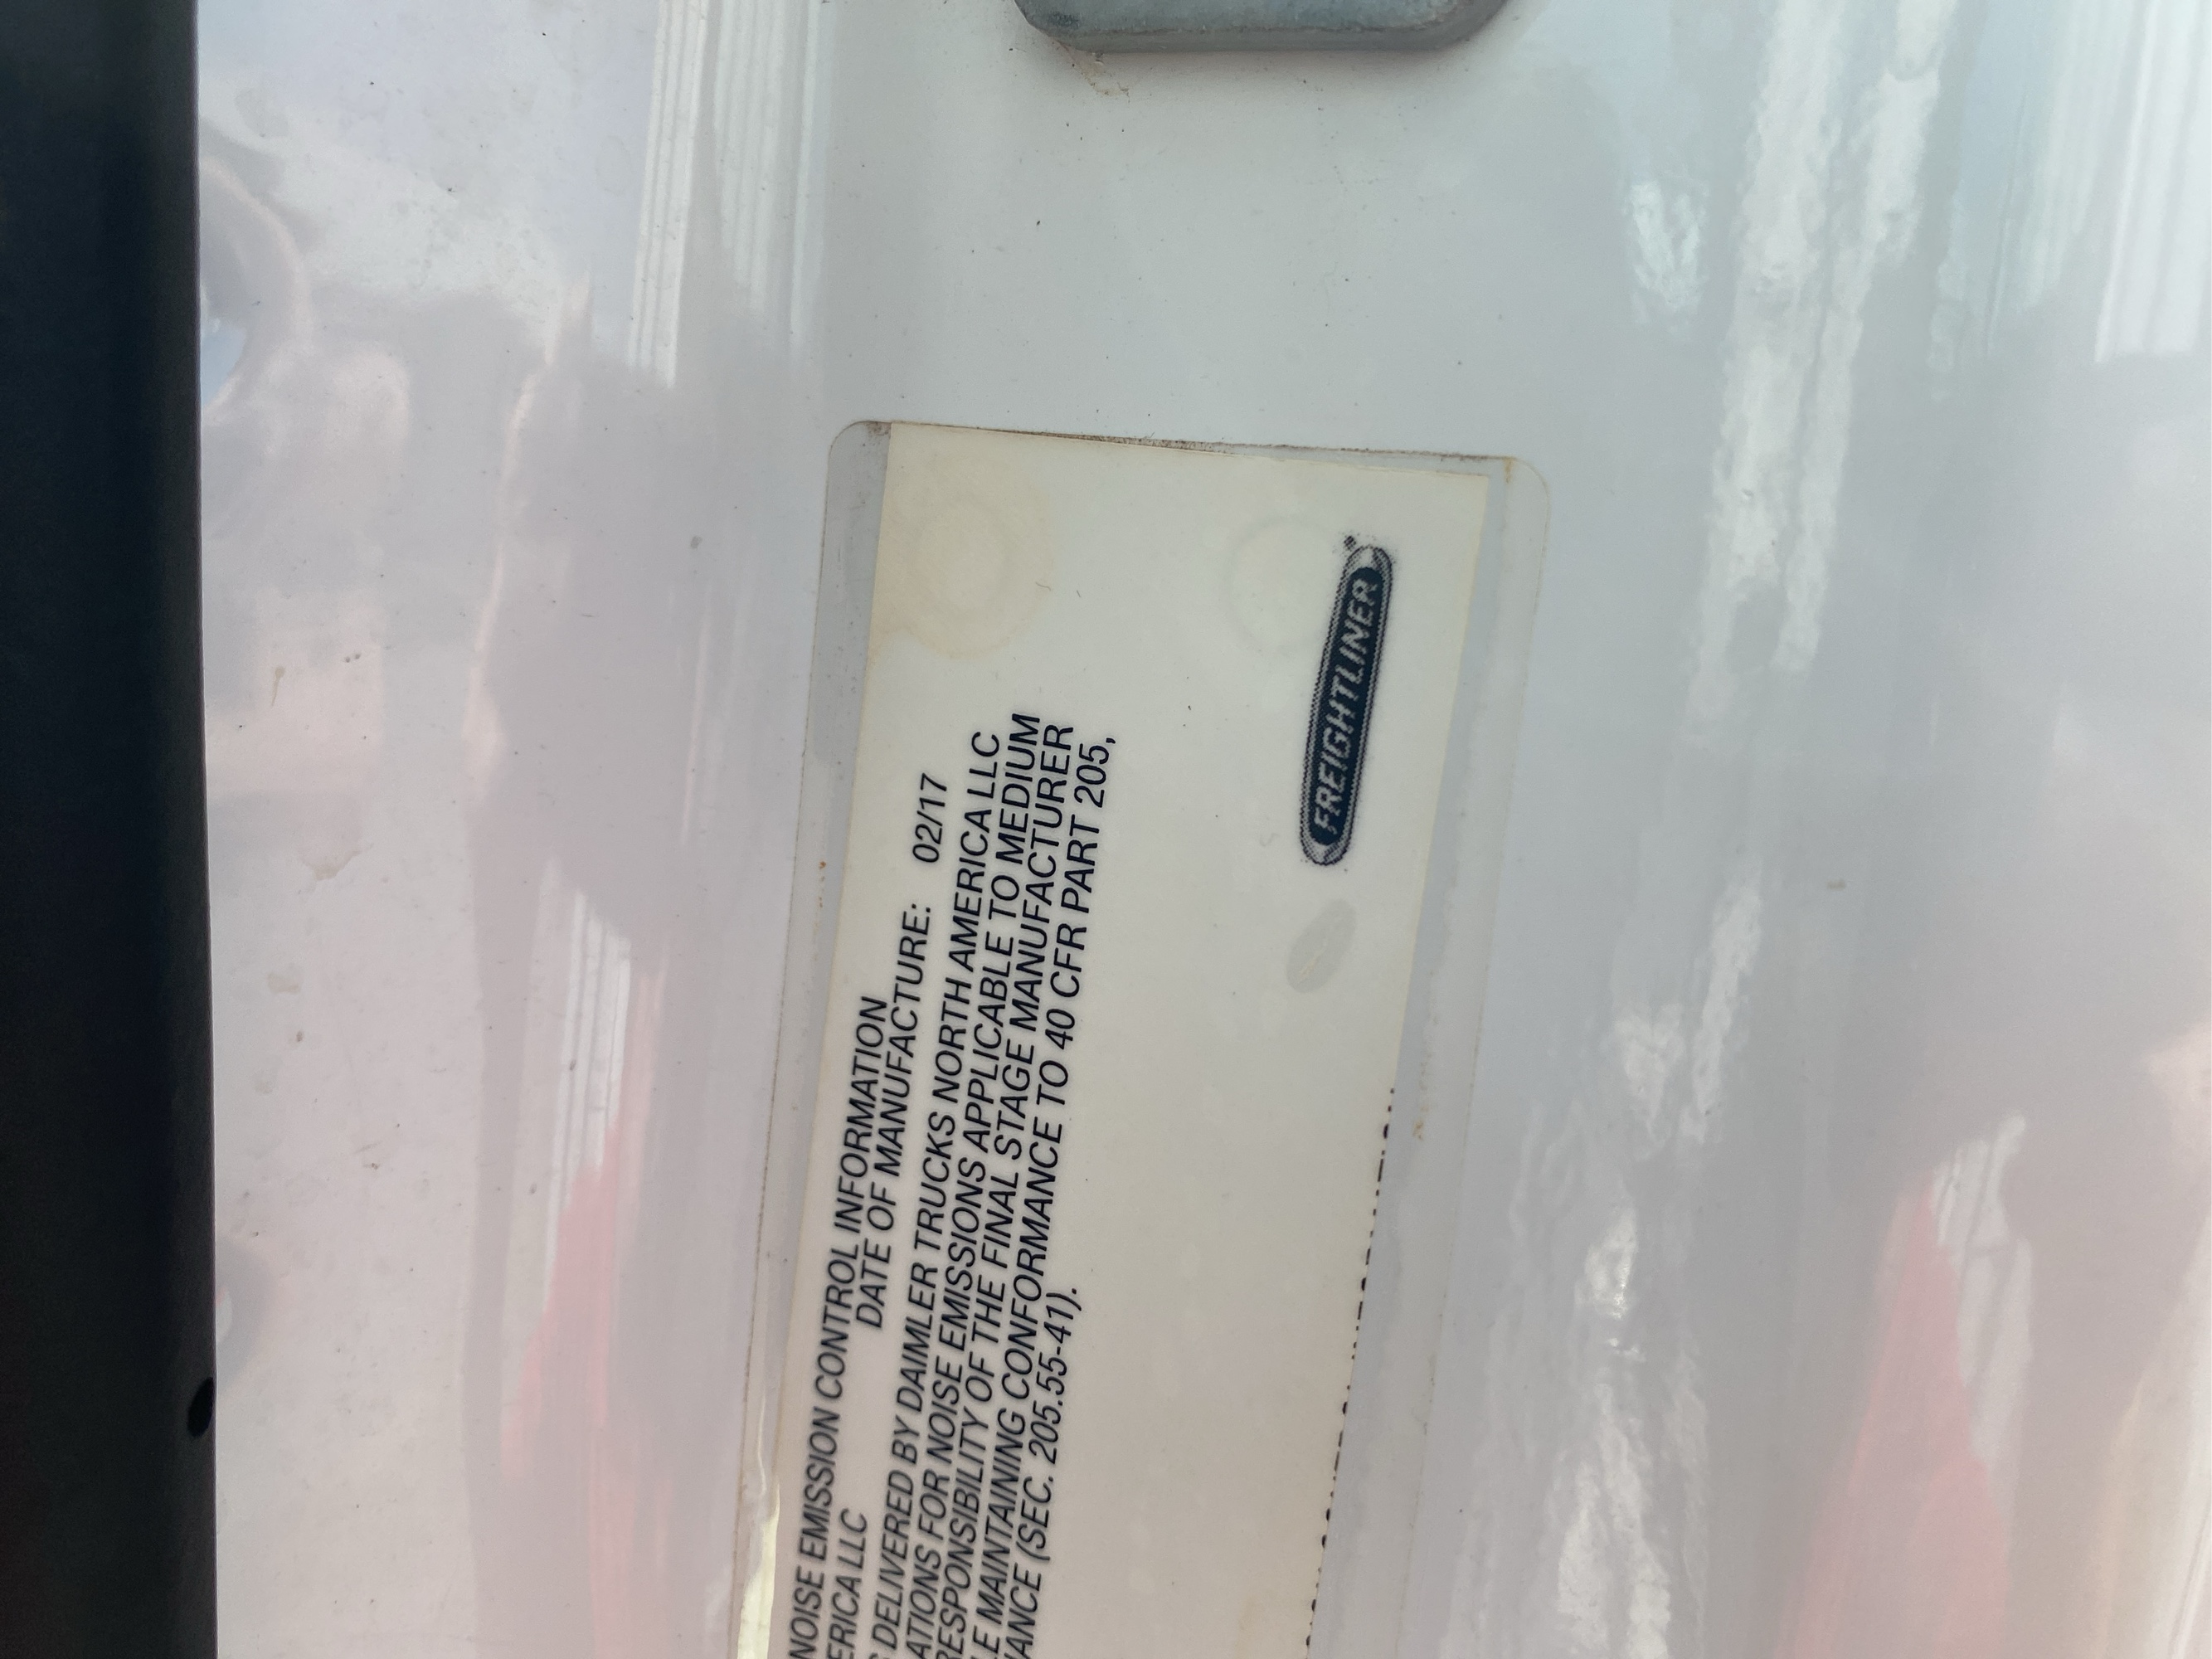 NOISE EMISSION CONTROL INFORMATION
ERICA LLC DATE OF MANUFACTURE: 02/17
DELIVERED BY DAIMLER TRUCKS NORTH AMERICA LLC
ATIONS FOR NOISE EMISSIONS APPLICABLE TO MEDIUM
RESPONSIBILITY OF THE FINAL STAGE MANUFACTURER
LE MAINTAINING CONFORMANCE TO 40 CFR PART 205,
IANCE (SEC. 205.55-41).
FREIGHTLINER